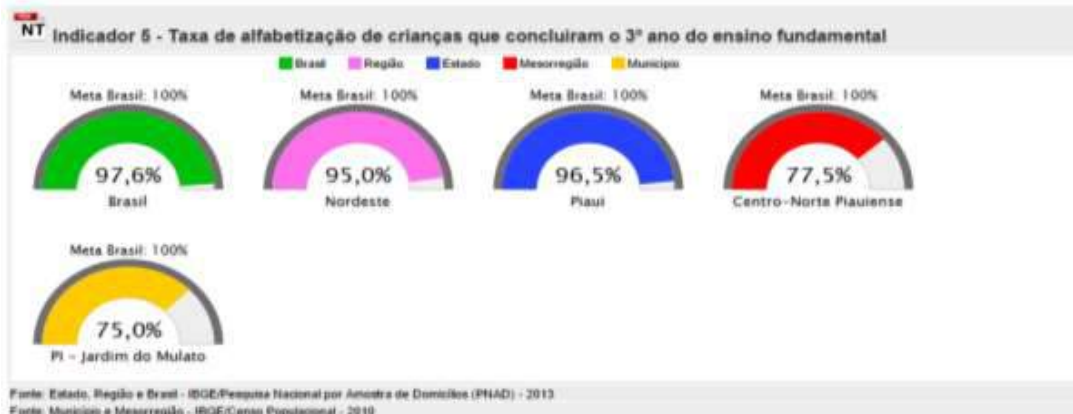 NT Indicador 5 - Taxa de alfabetização de crianças que concluiram o 3º ano do ensino fundamental
Brasil Região Estado Mesorregião Município
Meta Brasil: 100% Meta Brasil: 100% Meta Brasil: 100% Meta Brasil: 100%
97,6% 95,0% 96,5% 77,5%
Brasil Nordeste Piauí Centro-Norte Piauiense
Meta Brasil: 100%
75,0%
PI - Jardim do Mulato
Fonte: Estado, Região e Brasil - IBGE/Pesquisa Nacional por Amostra de Domicílios (PNAD) - 2013
Fonte: Município e Mesorregião - IBGE/Censo Populacional - 2010